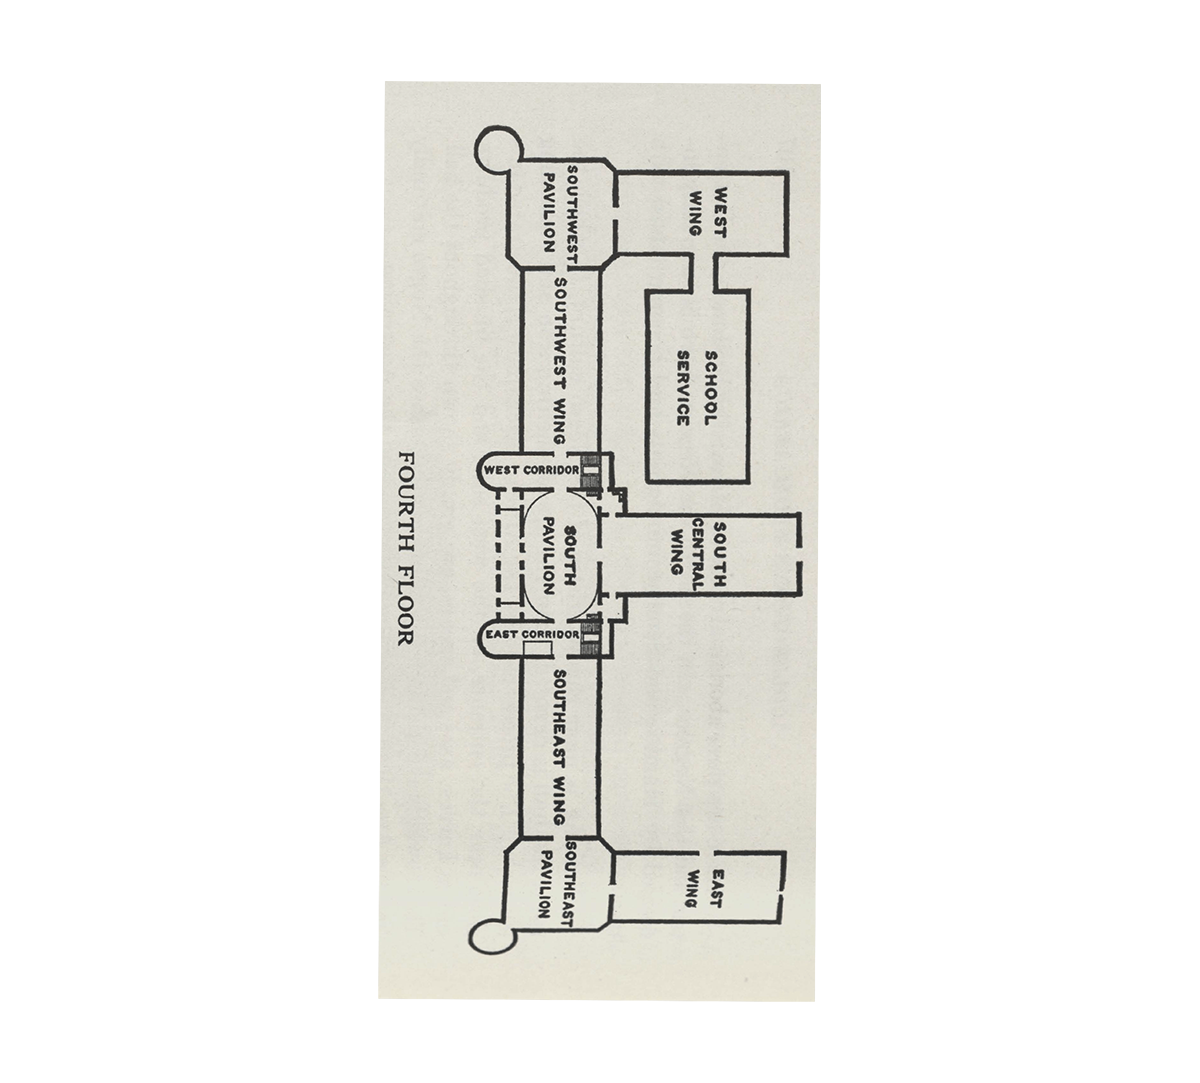 WEST
WING
SCHOOL
SERVICE
SOUTH
CENTRAL
WING
EAST
WING
SOUTHWEST
PAVILION
SOUTHWEST WING
WEST CORRIDOR
SOUTH
PAVILION
EAST CORRIDOR
SOUTHEAST WING
SOUTHEAST
PAVILION
FOURTH FLOOR